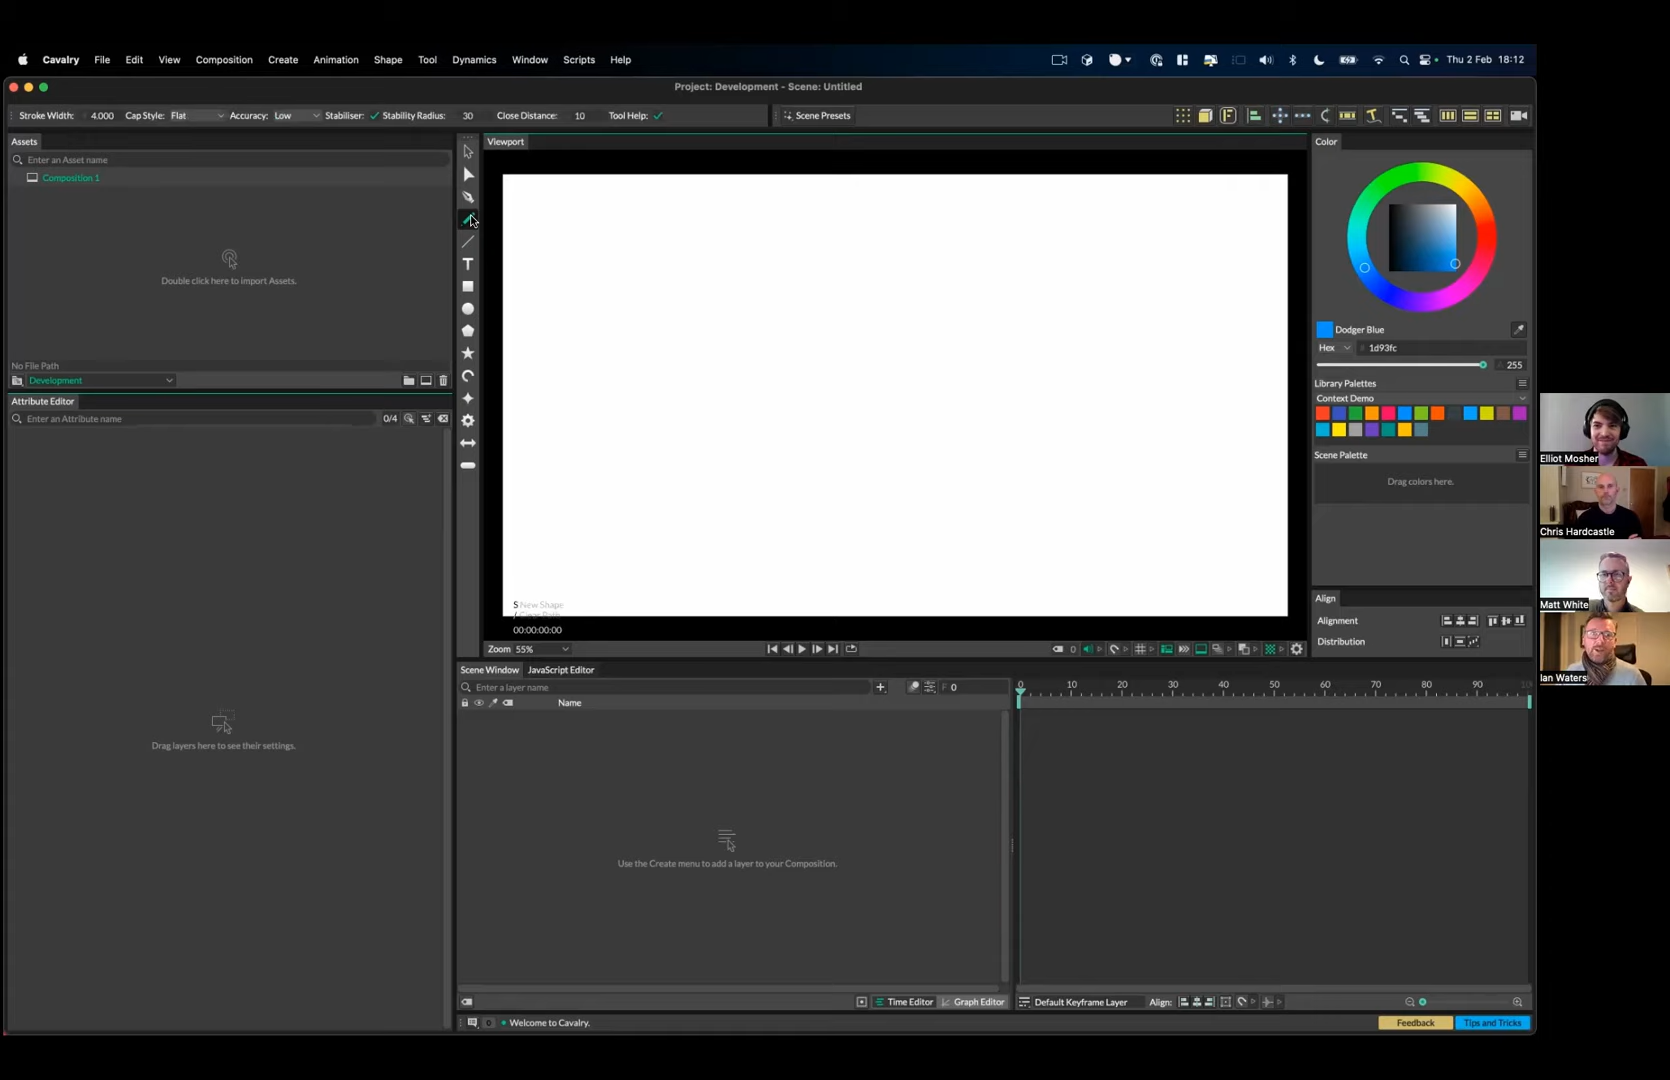 Cavalry File Edit View Composition Create Animation Shape Tool Dynamics Window Scripts Help Thu 2 Feb 18:12
Project: Development - Scene: Untitled
Stroke Width: 4.000 Cap Style: Flat Accuracy: Low Stabiliser: Stability Radius: 30 Close Distance: 10 Tool Help: Scene Presets
Assets
Enter an Asset name
Composition 1
Double click here to import Assets.
No File Path
Development
Attribute Editor
Enter an Attribute name 0/4
Drag layers here to see their settings.
Viewport
S New Shape
/ Clear Path
00:00:00:00
Zoom 55%
0
Scene Window JavaScript Editor
Enter a layer name
F 0
Name
Use the Create menu to add a layer to your Composition.
0 10 20 30 40 50 60 70 80 90
Time Editor Graph Editor
Default Keyframe Layer Align:
0 Welcome to Cavalry.
Feedback Tips and Tricks
Color
Dodger Blue
Hex 1d93fc
255
Library Palettes
Context Demo
Scene Palette
Drag colors here.
Align
Alignment
Distribution
Elliot Mosher
Chris Hardcastle
Matt White
Ian Waters